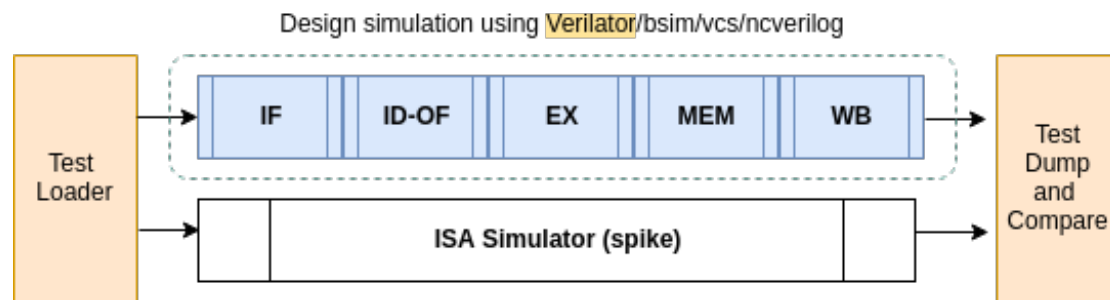 Design simulation using Verilator/bsim/vcs/ncverilog
Test
Loader
IF
ID-OF
EX
MEM
WB
ISA Simulator (spike)
Test
Dump
and
Compare